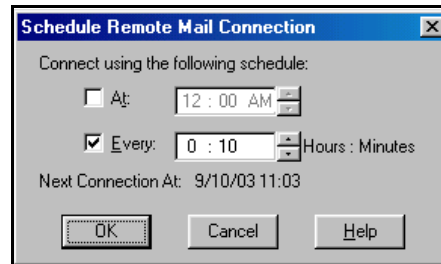 Schedule Remote Mail Connection
Connect using the following schedule:
At: 12 : 00 AM
Every: 0 : 10 Hours : Minutes
Next Connection At: 9/10/03 11:03
OK Cancel Help